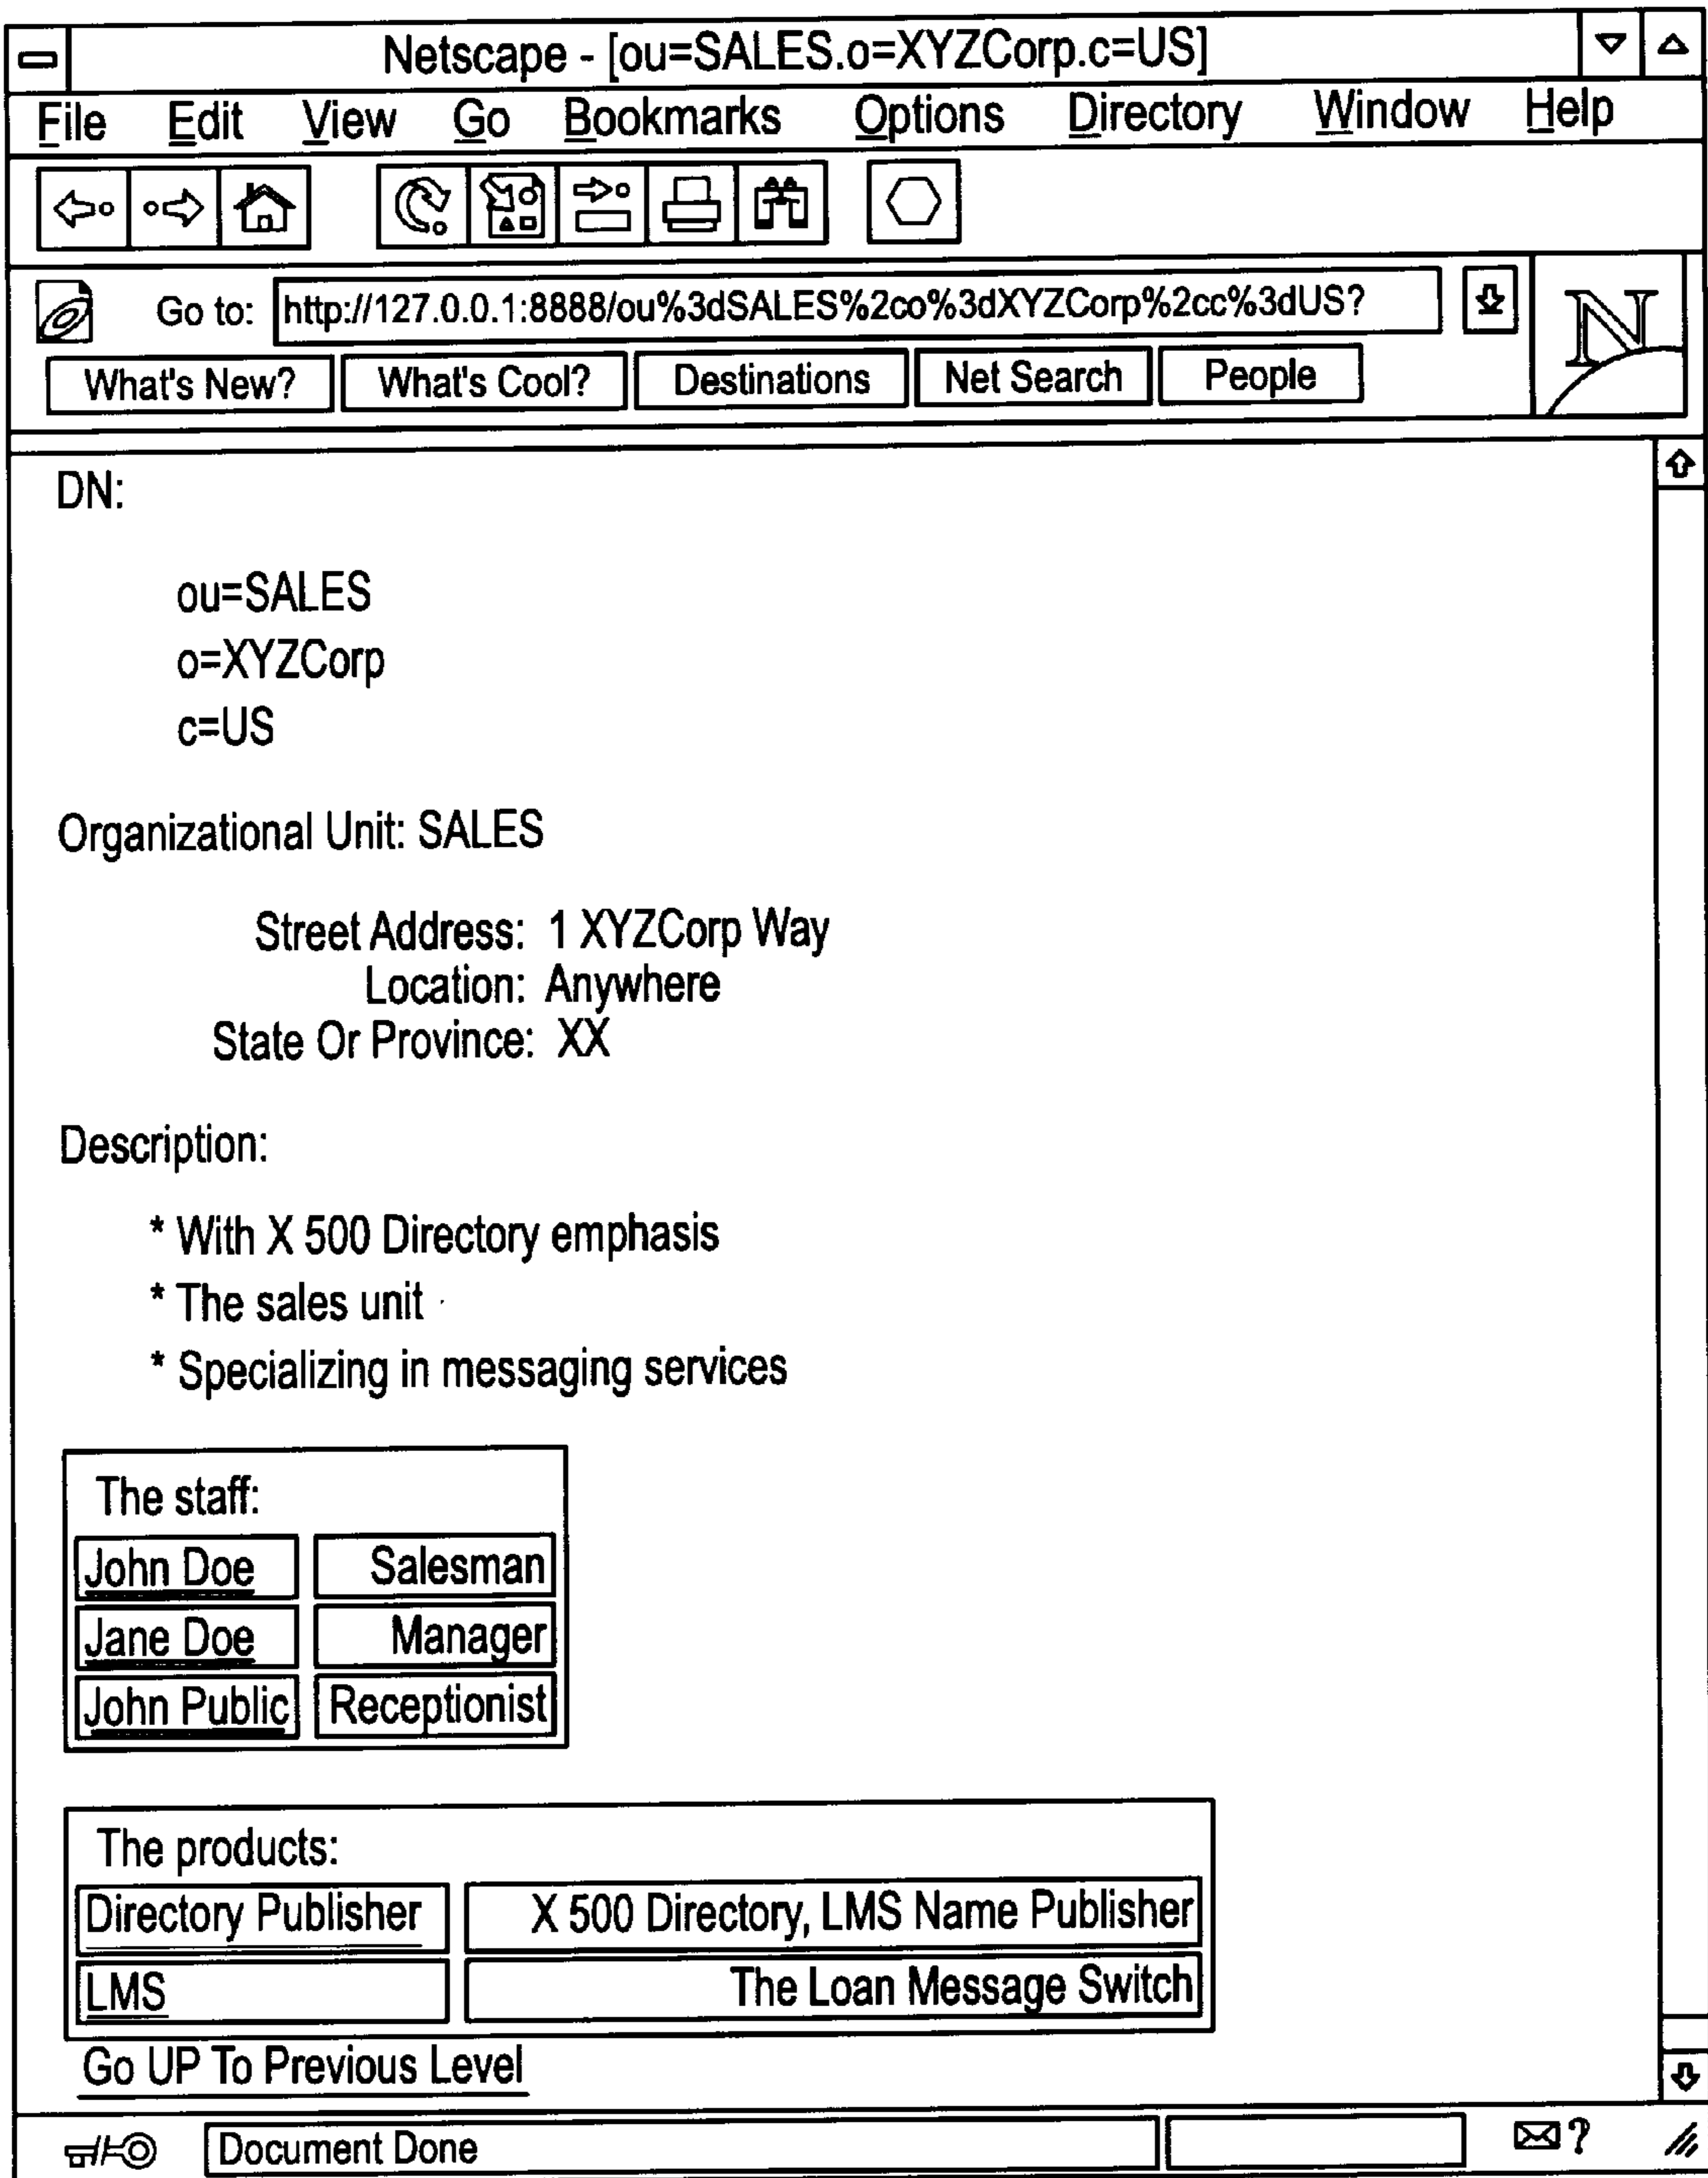 Netscape - [ou=SALES.o=XYZCorp.c=US]
File Edit View Go Bookmarks Options Directory Window Help
Go to: http://127.0.0.1:8888/ou%3dSALES%2co%3dXYZCorp%2cc%3dUS?
N
What's New? What's Cool? Destinations Net Search People
DN:
ou=SALES
o=XYZCorp
c=US
Organizational Unit: SALES
Street Address: 1 XYZCorp Way
Location: Anywhere
State Or Province: XX
Description:
* With X 500 Directory emphasis
* The sales unit
* Specializing in messaging services
The staff:
John Doe Salesman
Jane Doe Manager
John Public Receptionist
The products:
Directory Publisher X 500 Directory, LMS Name Publisher
LMS The Loan Message Switch
Go UP To Previous Level
Document Done ?